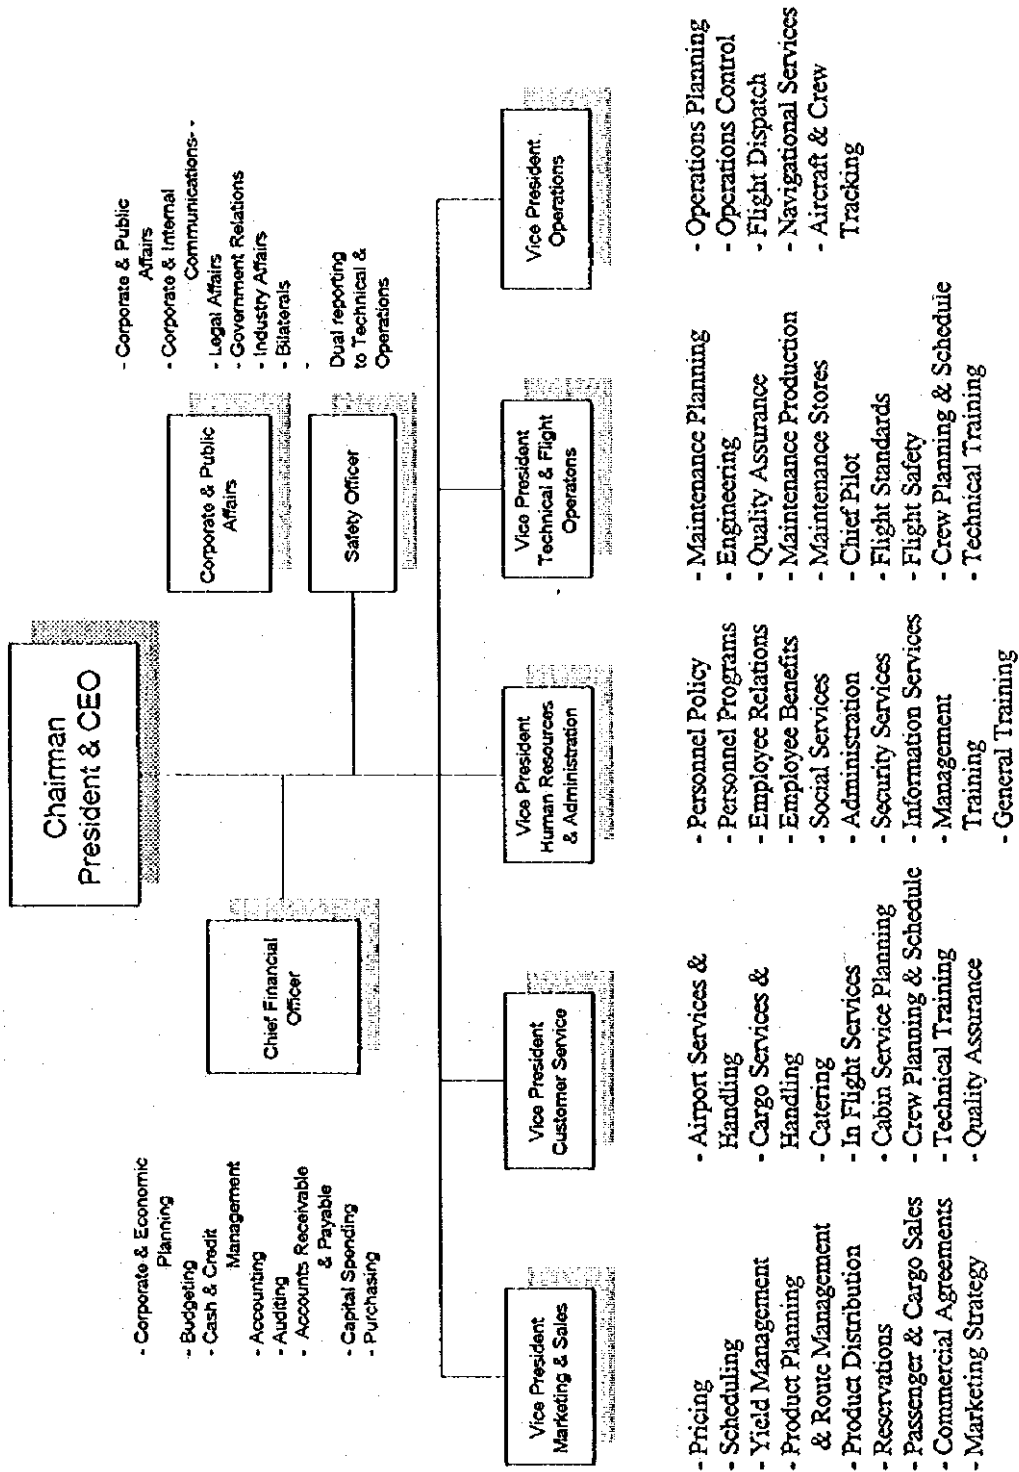 Chairman
President & CEO
- Corporate & Economic
Planning
- Budgeting
- Cash & Credit
Management
- Accounting
- Auditing
- Accounts Receivable
& Payable
- Capital Spending
- Purchasing
Chief Financial
Officer
Corporate & Public
Affairs
- Corporate & Public
Affairs
- Corporate & Internal
Communications- -
- Legal Affairs
- Government Relations
- Industry Affairs
- Bilaterals
-
Safety Officer
Dual reporting
to Technical &
Operations
Vice President
Marketing & Sales
Vice President
Customer Service
Vice President
Human Resources
& Administration
Vice President
Technical & Flight
Operatons
Vice President
Operations
- Pricing
- Scheduling
- Yield Management
- Product Planning
& Route Management
- Product Distribution
- Reservations
- Passenger & Cargo Sales
- Commercial Agreements
- Marketing Strategy
- Airport Services &
Handling
- Cargo Services &
Handling
- Catering
- In Flight Services
- Cabin Service Planning
- Crew Planning & Schedule
- Technical Training
- Quality Assurance
- Personnel Policy
- Personnel Programs
- Employee Relations
- Employee Benefits
- Social Services
- Administration
- Security Services
- Information Services
- Management
Training
- General Training
- Maintenance Planning
- Engineering
- Quality Assurance
- Maintenance Production
- Maintenance Stores
- Chief Pilot
- Flight Standards
- Flight Safety
- Crew Planning & Schedule
- Technical Training
- Operations Planning
- Operations Control
- Flight Dispatch
- Navigational Services
- Aircraft & Crew
Tracking